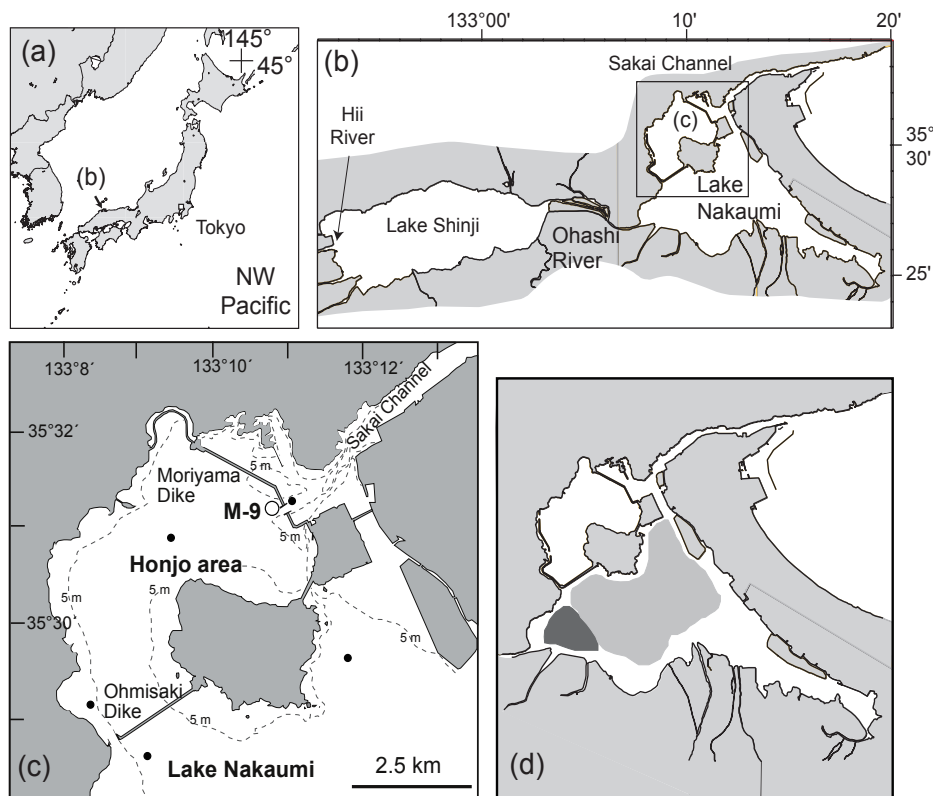 (a)
145°
45°
(b)
Tokyo
NW
Pacific
133°00'
10'
20'
(b)
Sakai Channel
Hii
River
(c)
35°
30'
Lake
Nakaumi
Lake Shinji
Ohashi
River
25'
133°8´
133°10´
133°12´
Sakai Channel
35°32´
5 m
Moriyama
Dike
M-9
5 m
Honjo area
5 m
5 m
35°30´
5 m
Ohmisaki
Dike
5 m
(c)
Lake Nakaumi
2.5 km
(d)